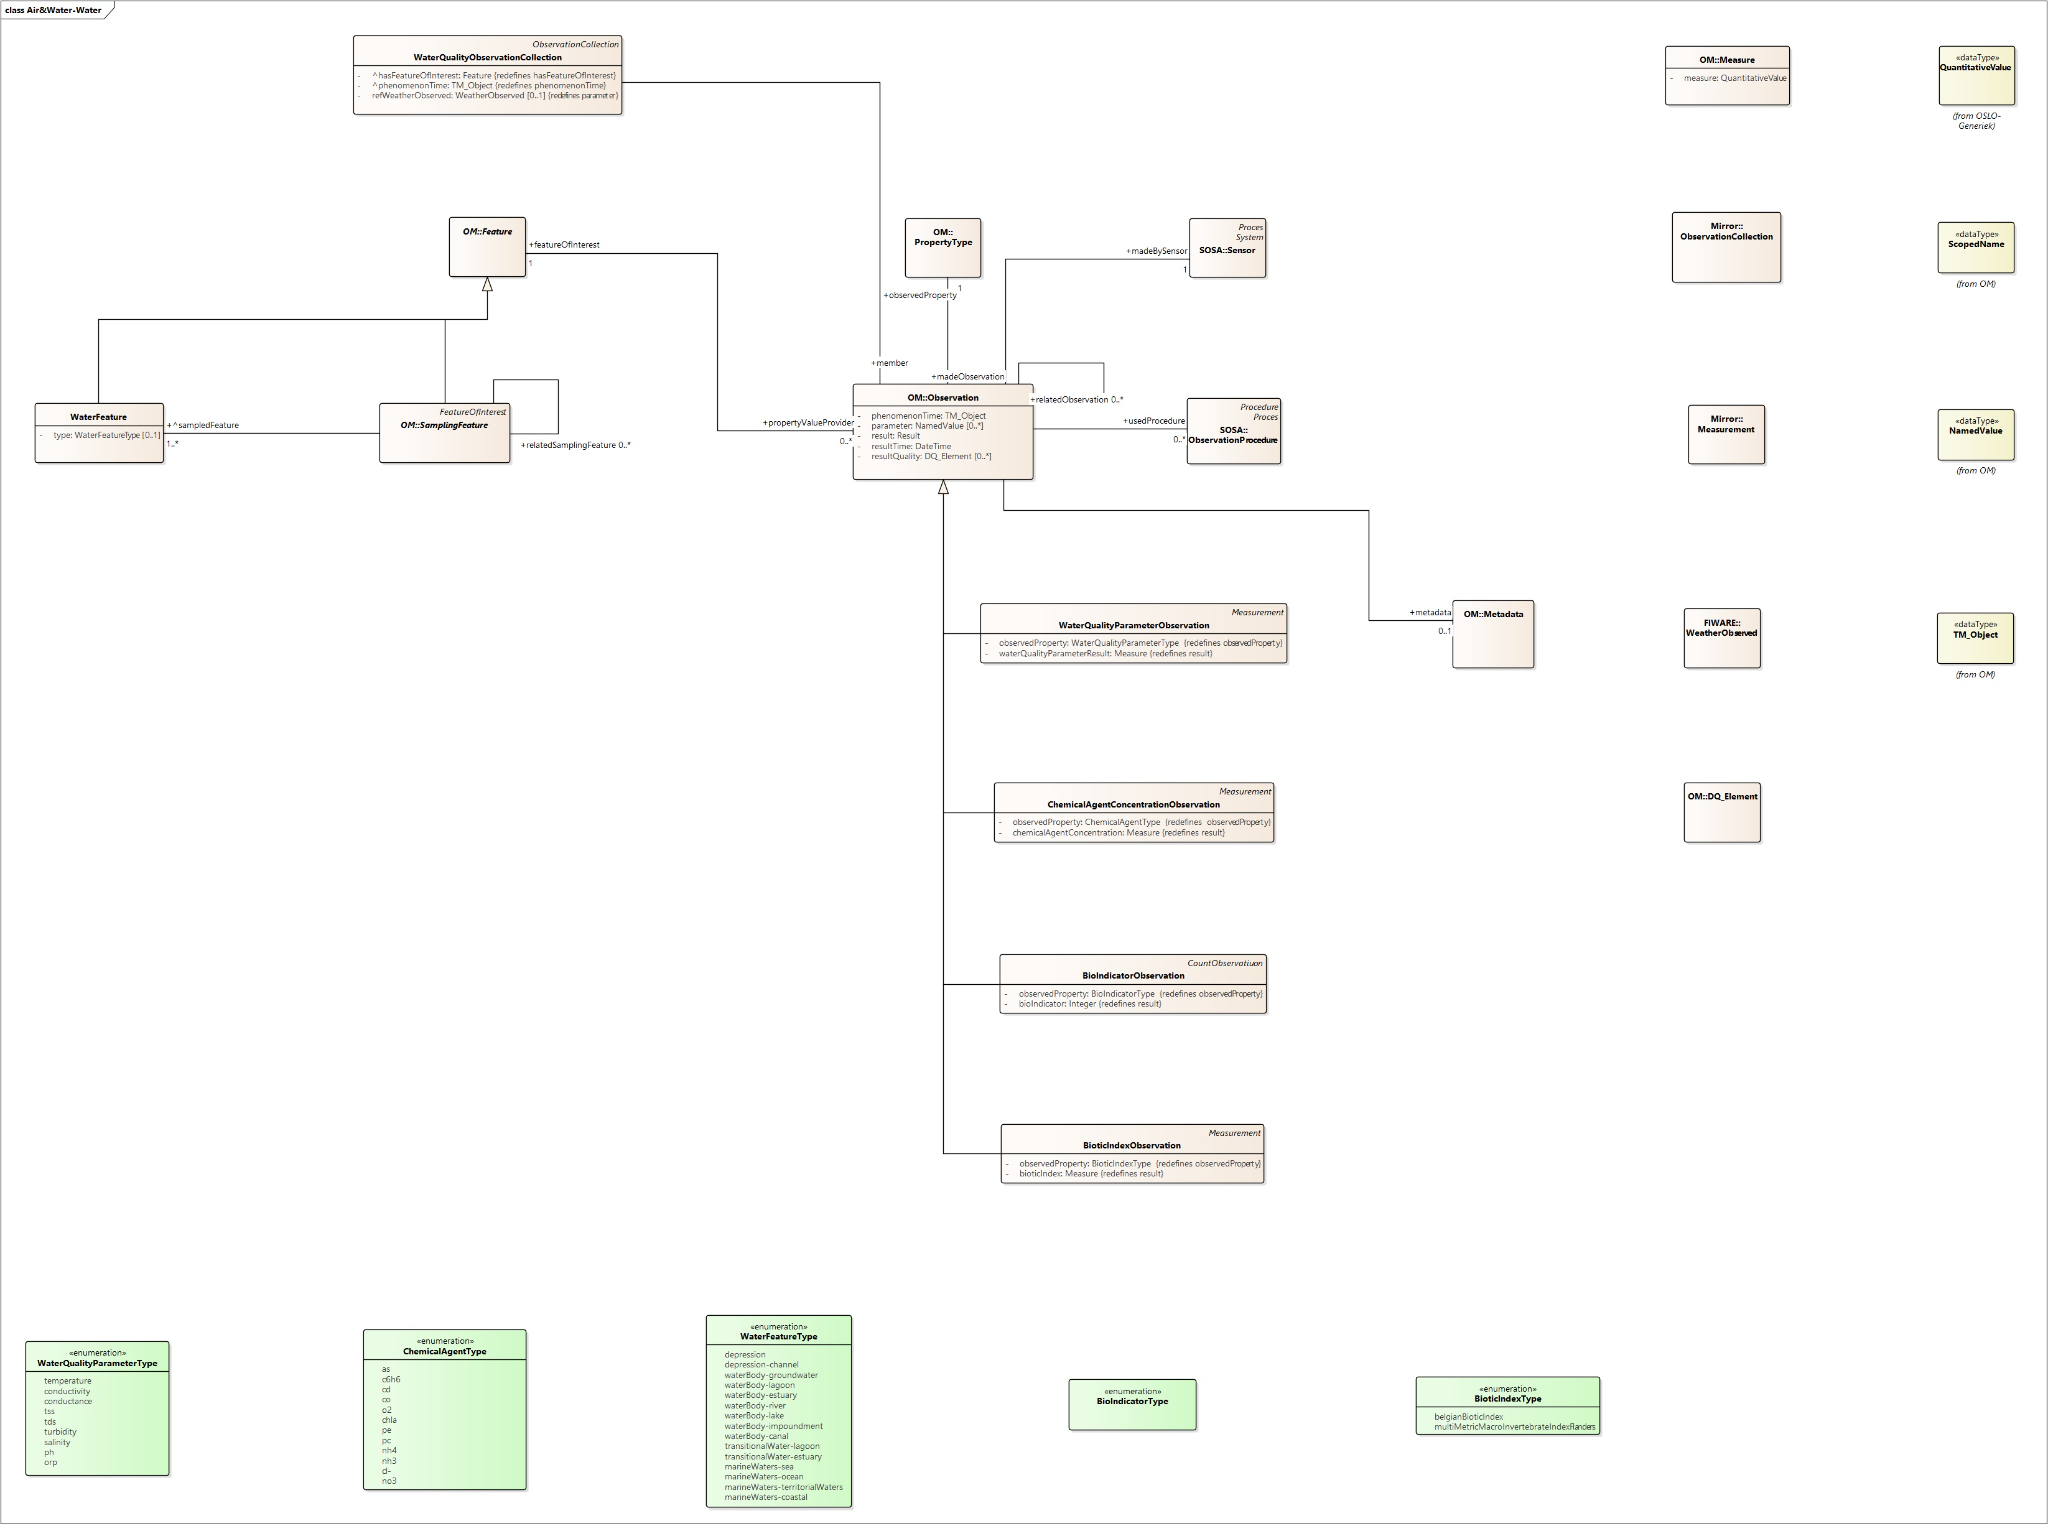 class Air&Water-Water
ObservationCollection
WaterQualityObservationCollection
- ^hasFeatureOfInterest: Feature {redefines hasFeatureOfInterest}
- ^phenomenonTime: TM_Object {redefines phenomenonTime}
- refWeatherObserved: WeatherObserved [0..1] {redefines parameter}
OM::Measure
- measure: QuantitativeValue
«dataType»
QuantitativeValue
(from OSLO-
Generiek)
OM::Feature
+featureOfInterest
1
OM::
PropertyType
1
+observedProperty
Proces
System
SOSA::Sensor
+madeBySensor
1
Mirror::
ObservationCollection
«dataType»
ScopedName
(from OM)
+member
+madeObservation
WaterFeature
- type: WaterFeatureType [0..1]
+^sampledFeature
1..*
FeatureOfInterest
OM::SamplingFeature
+relatedSamplingFeature 0..*
+propertyValueProvider
0..*
OM::Observation
- phenomenonTime: TM_Object
- parameter: NamedValue [0..*]
- result: Result
- resultTime: DateTime
- resultQuality: DQ_Element [0..*]
+relatedObservation 0..*
+usedProcedure
0..*
Procedure
Proces
SOSA::
ObservationProcedure
Mirror::
Measurement
«dataType»
NamedValue
(from OM)
Measurement
WaterQualityParameterObservation
- observedProperty: WaterQualityParameterType {redefines observedProperty}
- waterQualityParameterResult: Measure {redefines result}
+metadata
0..1
OM::Metadata
FIWARE::
WeatherObserved
«dataType»
TM_Object
(from OM)
Measurement
ChemicalAgentConcentrationObservation
- observedProperty: ChemicalAgentType {redefines observedProperty}
- chemicalAgentConcentration: Measure {redefines result}
OM::DQ_Element
CountObservatiuon
BioIndicatorObservation
- observedProperty: BioIndicatorType {redefines observedProperty}
- bioIndicator: Integer {redefines result}
Measurement
BioticIndexObservation
- observedProperty: BioticIndexType {redefines observedProperty}
- bioticIndex: Measure {redefines result}
«enumeration»
WaterQualityParameterType
temperature
conductivity
conductance
tss
tds
turbidity
salinity
ph
orp
«enumeration»
ChemicalAgentType
as
c6h6
cd
co
o2
chla
pe
pc
nh4
nh3
cl-
no3
«enumeration»
WaterFeatureType
depression
depression-channel
waterBody-groundwater
waterBody-lagoon
waterBody-estuary
waterBody-river
waterBody-lake
waterBody-impoundment
waterBody-canal
transitionalWater-lagoon
transitionalWater-estuary
marineWaters-sea
marineWaters-ocean
marineWaters-territorialWaters
marineWaters-coastal
«enumeration»
BioIndicatorType
«enumeration»
BioticIndexType
belgianBioticIndex
multiMetricMacroInvertebrateIndexFlanders